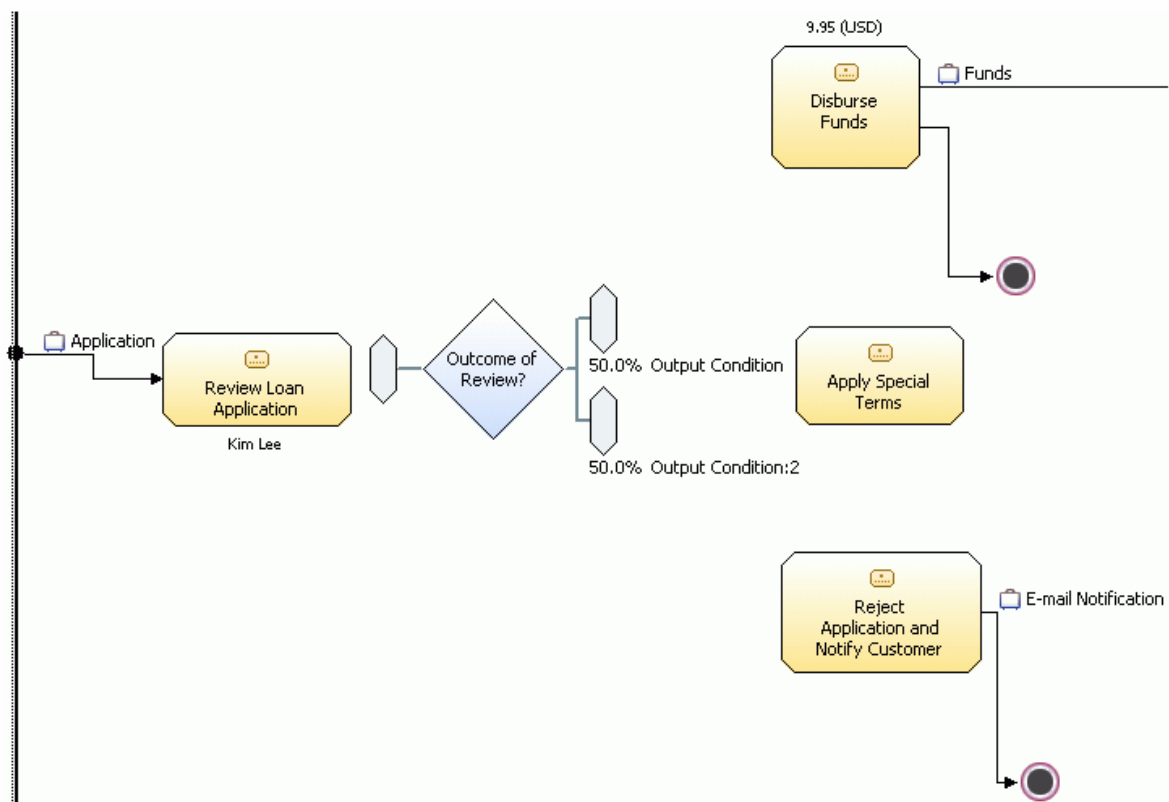 9.95 (USD)
Disburse
Funds
Funds
Application
Review Loan
Application
Kim Lee
Outcome of
Review?
50.0% Output Condition
50.0% Output Condition:2
Apply Special
Terms
Reject
Application and
Notify Customer
E-mail Notification